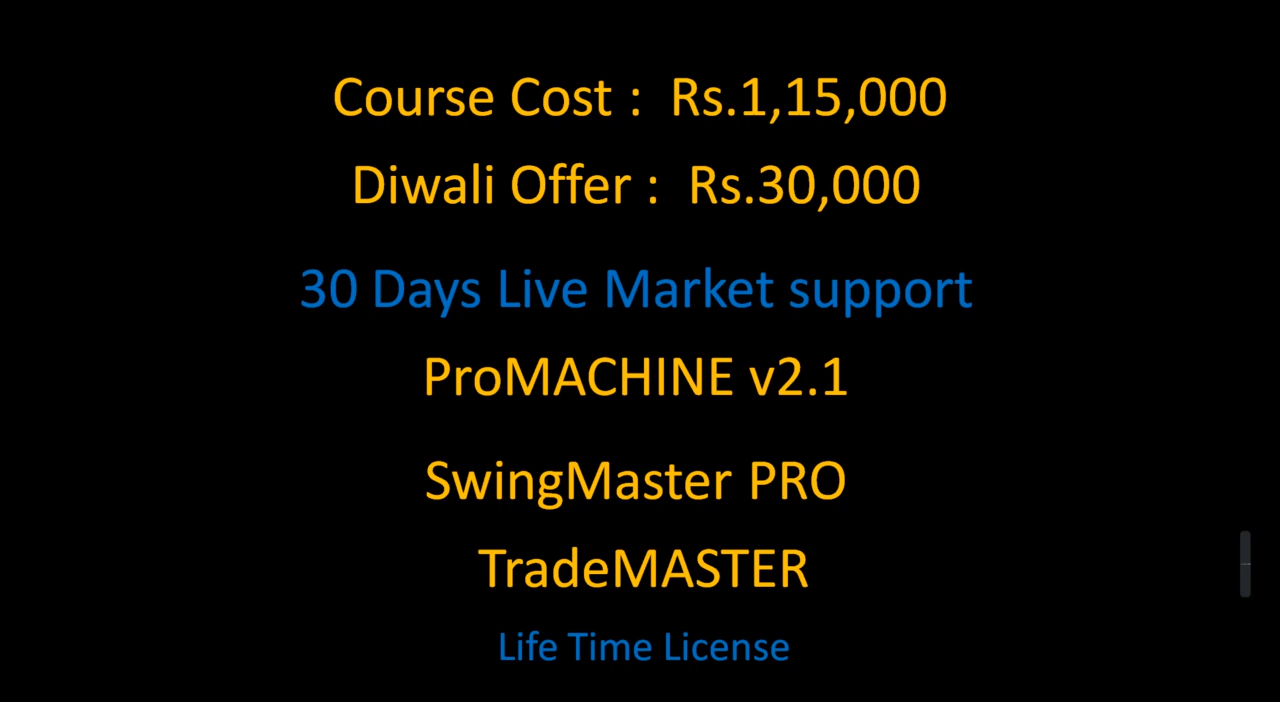 Course Cost : Rs.1,15,000
Diwali Offer : Rs.30,000
30 Days Live Market support
ProMACHINE v2.1
SwingMaster PRO
TradeMASTER
Life Time License